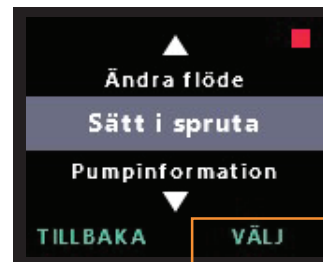 Ändra flöde
Sätt i spruta
Pumpinformation
TILLBAKA VÄLJ